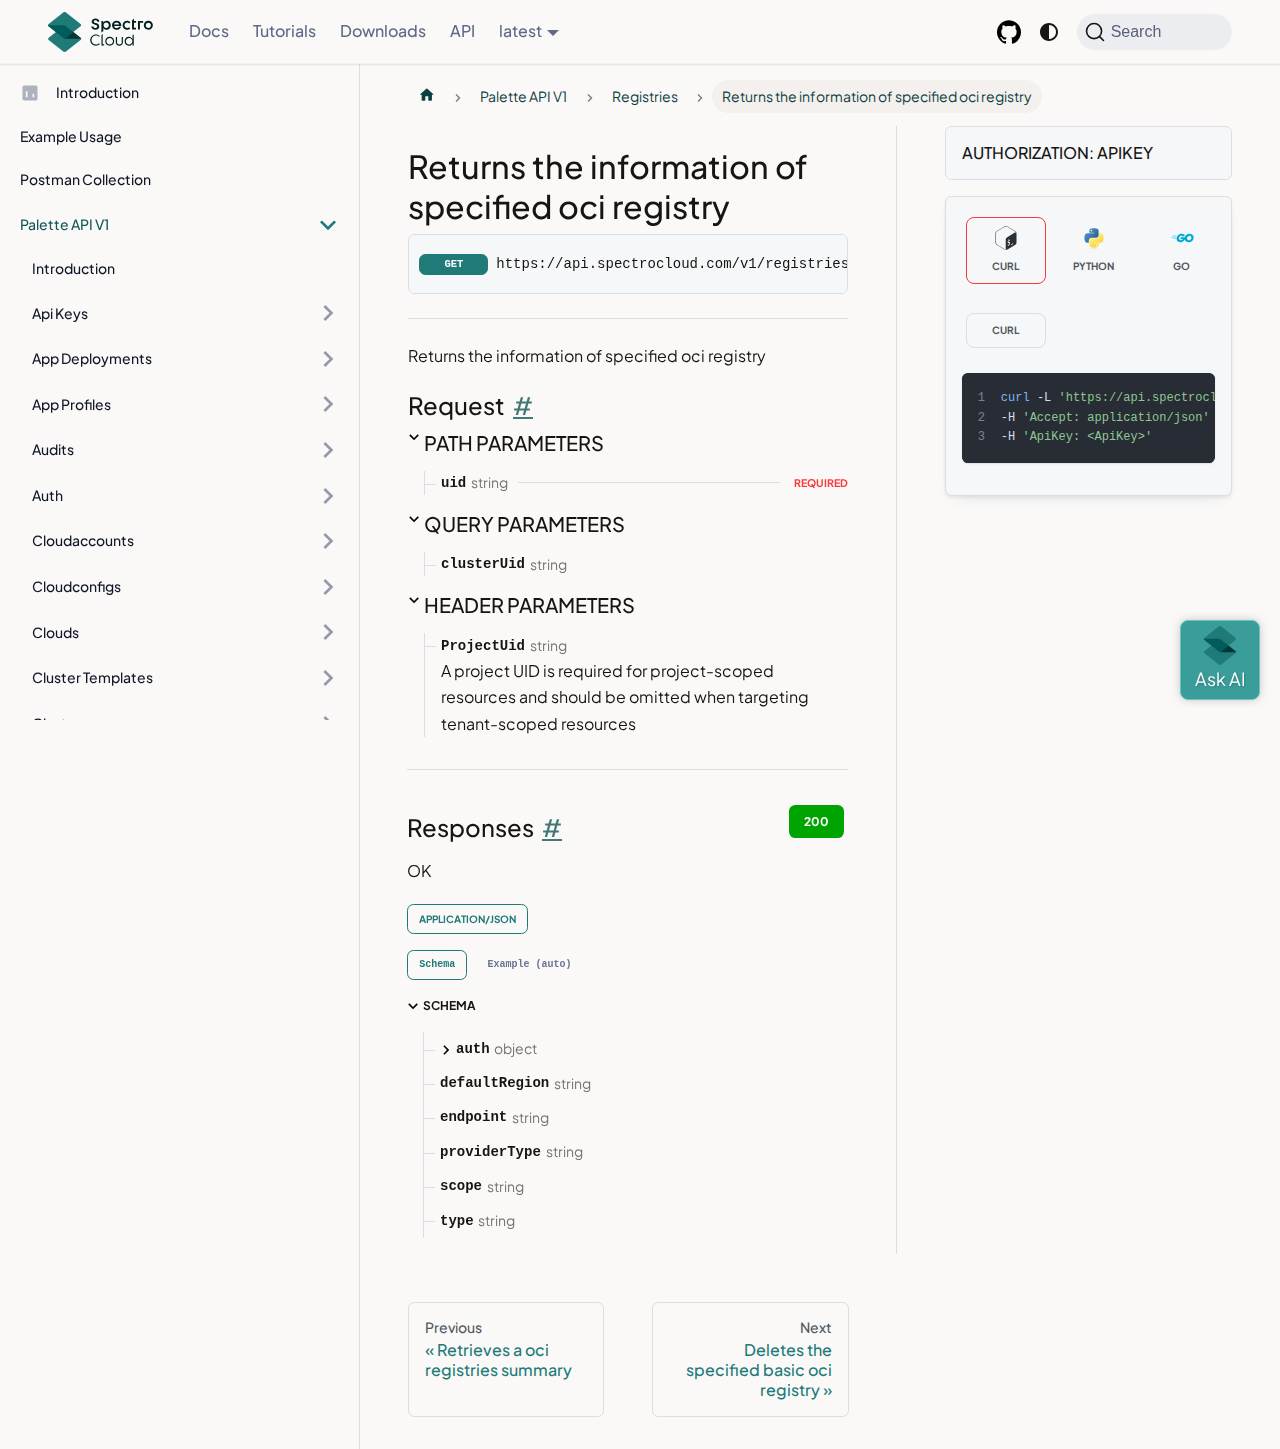 Spectro Cloud
Docs
Tutorials
Downloads
API
latest
Search
Introduction
Example Usage
Postman Collection
Palette API V1
Introduction
Api Keys
App Deployments
App Profiles
Audits
Auth
Cloudaccounts
Cloudconfigs
Clouds
Cluster Templates
Palette API V1
Registries
Returns the information of specified oci registry
Returns the information of
specified oci registry
GET https://api.spectrocloud.com/v1/registries
Returns the information of specified oci registry
Request #
PATH PARAMETERS
uid string REQUIRED
QUERY PARAMETERS
clusterUid string
HEADER PARAMETERS
ProjectUid string
A project UID is required for project-scoped
resources and should be omitted when targeting
tenant-scoped resources
Responses #
200
OK
APPLICATION/JSON
Schema
Example (auto)
SCHEMA
auth object
defaultRegion string
endpoint string
providerType string
scope string
type string
Previous
« Retrieves a oci
registries summary
Next
Deletes the
specified basic oci
registry »
AUTHORIZATION: APIKEY
CURL
PYTHON
GO
CURL
1 curl -L 'https://api.spectrocl
2 -H 'Accept: application/json'
3 -H 'ApiKey: <ApiKey>'
Ask AI